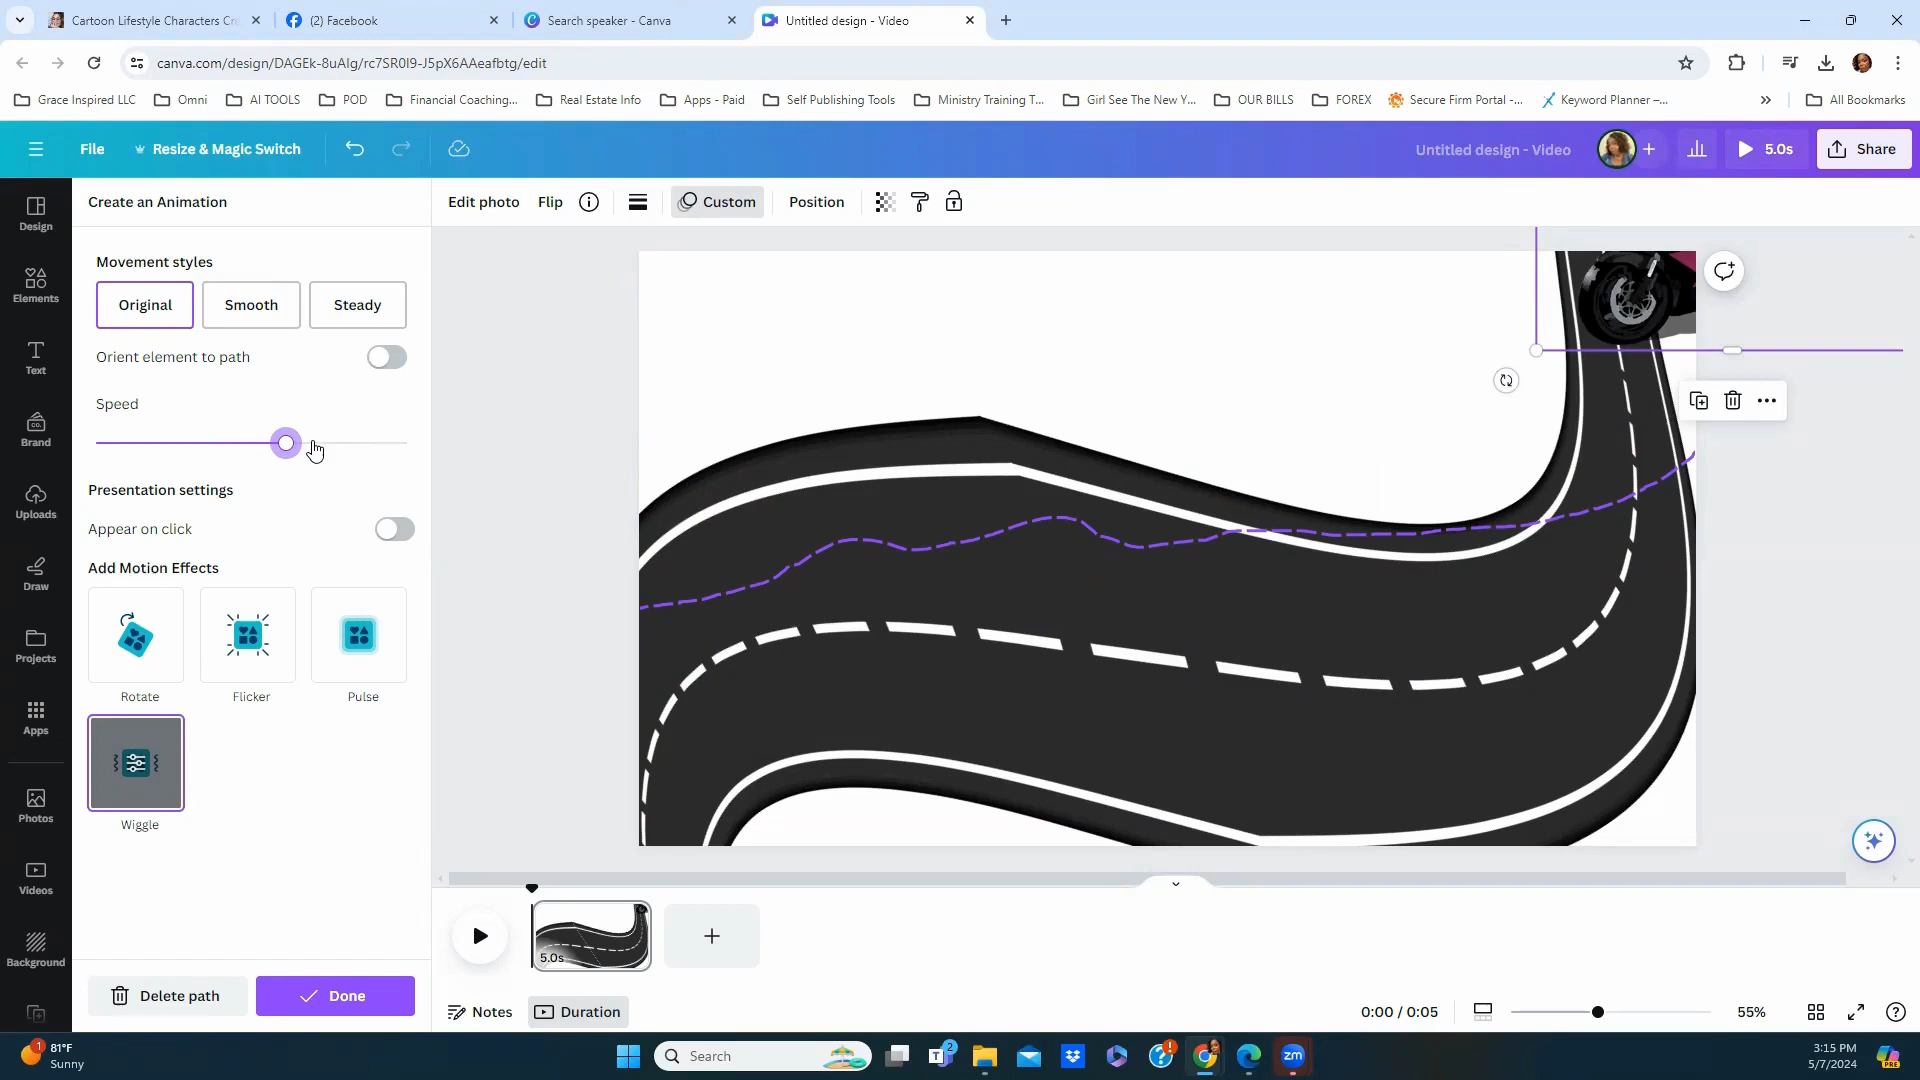 Cartoon Lifestyle Characters Cre
(2) Facebook
Search speaker - Canva
Untitled design - Video
canva.com/design/DAGEk-8uAIg/rc7SR0I9-J5pX6AAeafbtg/edit
Grace Inspired LLC
Omni
AI TOOLS
POD
Financial Coaching...
Real Estate Info
Apps - Paid
Self Publishing Tools
Ministry Training T...
Girl See The New Y...
OUR BILLS
FOREX
Secure Firm Portal -...
Keyword Planner –...
All Bookmarks
File
Resize & Magic Switch
Untitled design - Video
5.0s
Share
Design
Elements
Text
Brand
Uploads
Draw
Projects
Apps
Photos
Videos
Background
Create an Animation
Edit photo
Flip
Custom
Position
Movement styles
Original
Smooth
Steady
Orient element to path
Speed
Presentation settings
Appear on click
Add Motion Effects
Rotate
Flicker
Pulse
Wiggle
Delete path
Done
5.0s
Notes
Duration
0:00 / 0:05
55%
1
81°F
Sunny
Search
2
zm
3:15 PM
5/7/2024